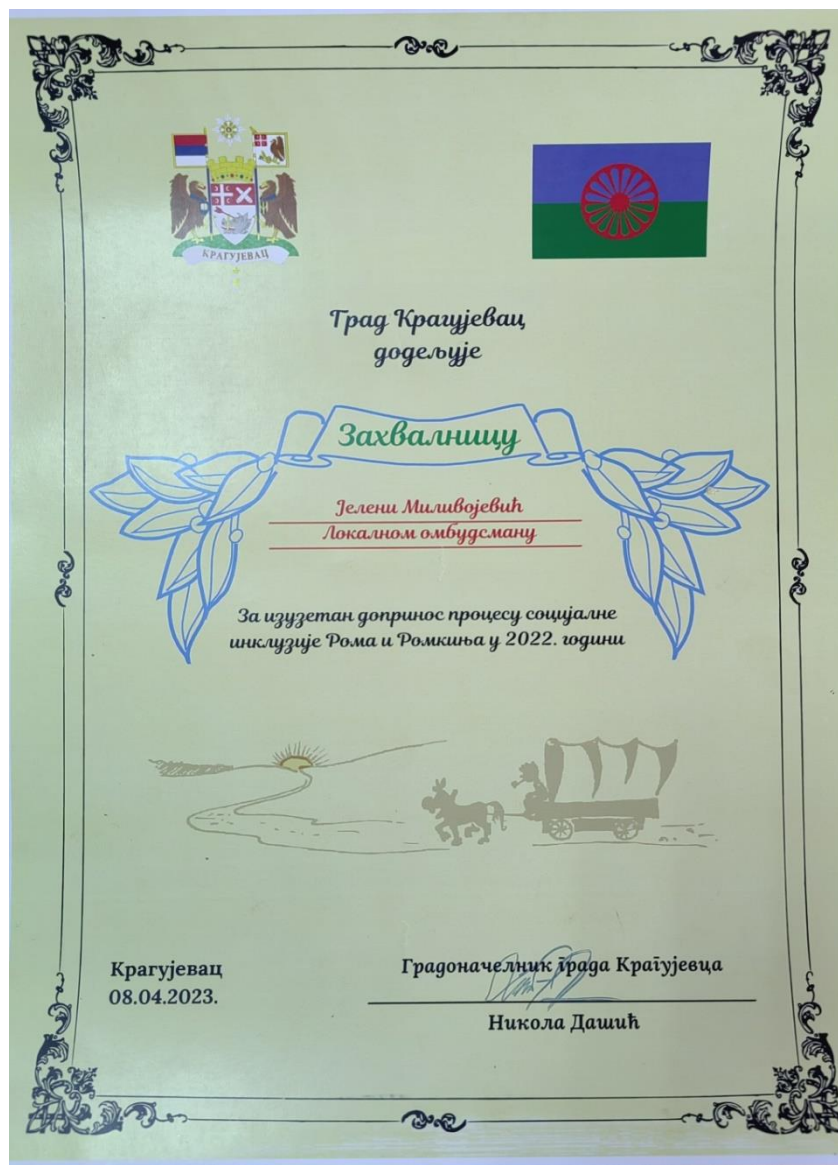 КРАГУЈЕВАЦ
Град Крагујевац
додељује
Захвалницу
Јелени Миливојевић
Локалном омбудсману
За изузетан допринос процесу социјалне
инклузије Рома и Ромкиња у 2022. години
Крагујевац
08.04.2023.
Градоначелник града Крагујевца
Никола Дашић